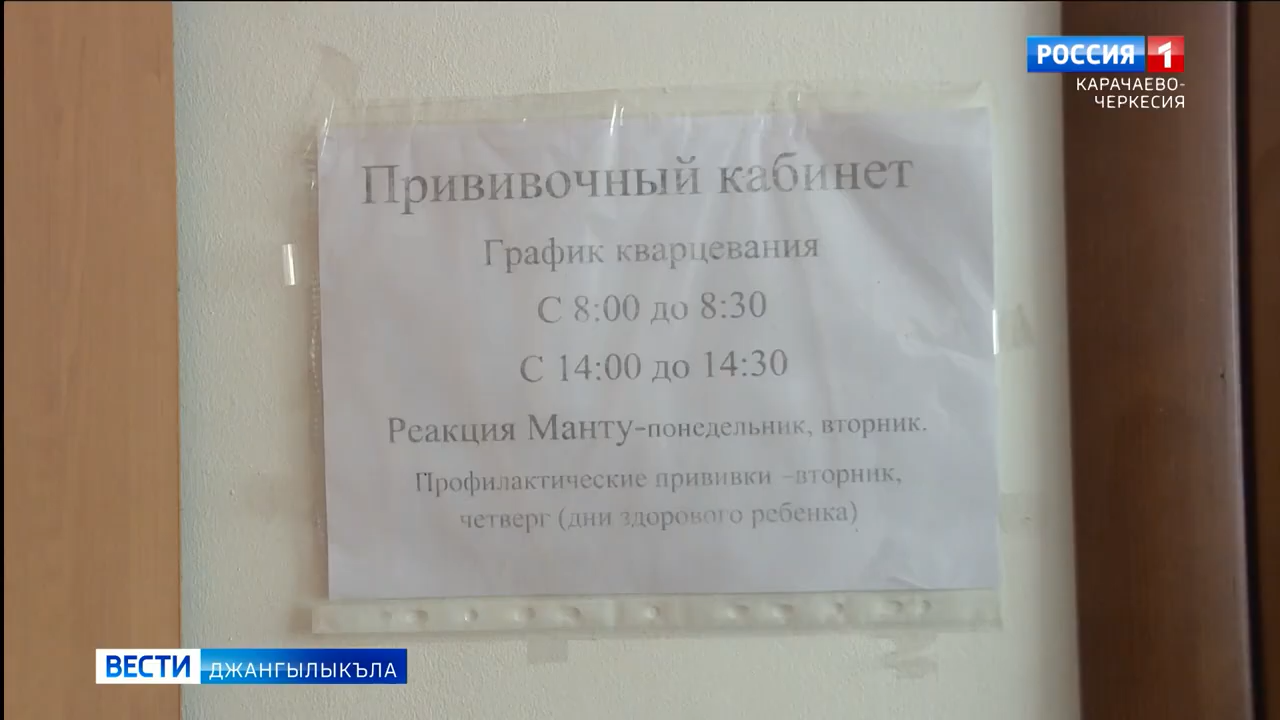 РОССИЯ 1
КАРАЧАЕВО-
ЧЕРКЕСИЯ
Прививочный кабинет
График кварцевания
С 8:00 до 8:30
С 14:00 до 14:30
Реакция Манту-понедельник, вторник.
Профилактические прививки –вторник,
четверг (дни здорового ребенка)
ВЕСТИ ДЖАНГЫЛЫКЪЛА